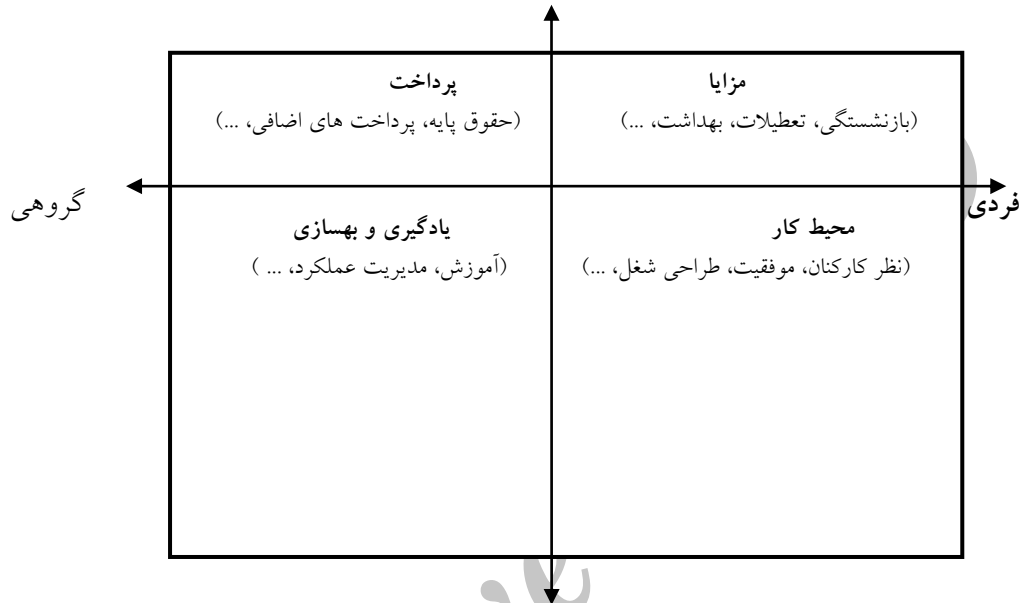 مزایا
(بازنشستگی، تعطیلات، بهداشت، ...)
پرداخت
(حقوق پایه، پرداخت های اضافی، ...)
فردی
گروهی
محیط کار
(نظر کارکنان، موفقیت، طراحی شغل، ...)
یادگیری و بهسازی
(آموزش، مدیریت عملکرد، ... )